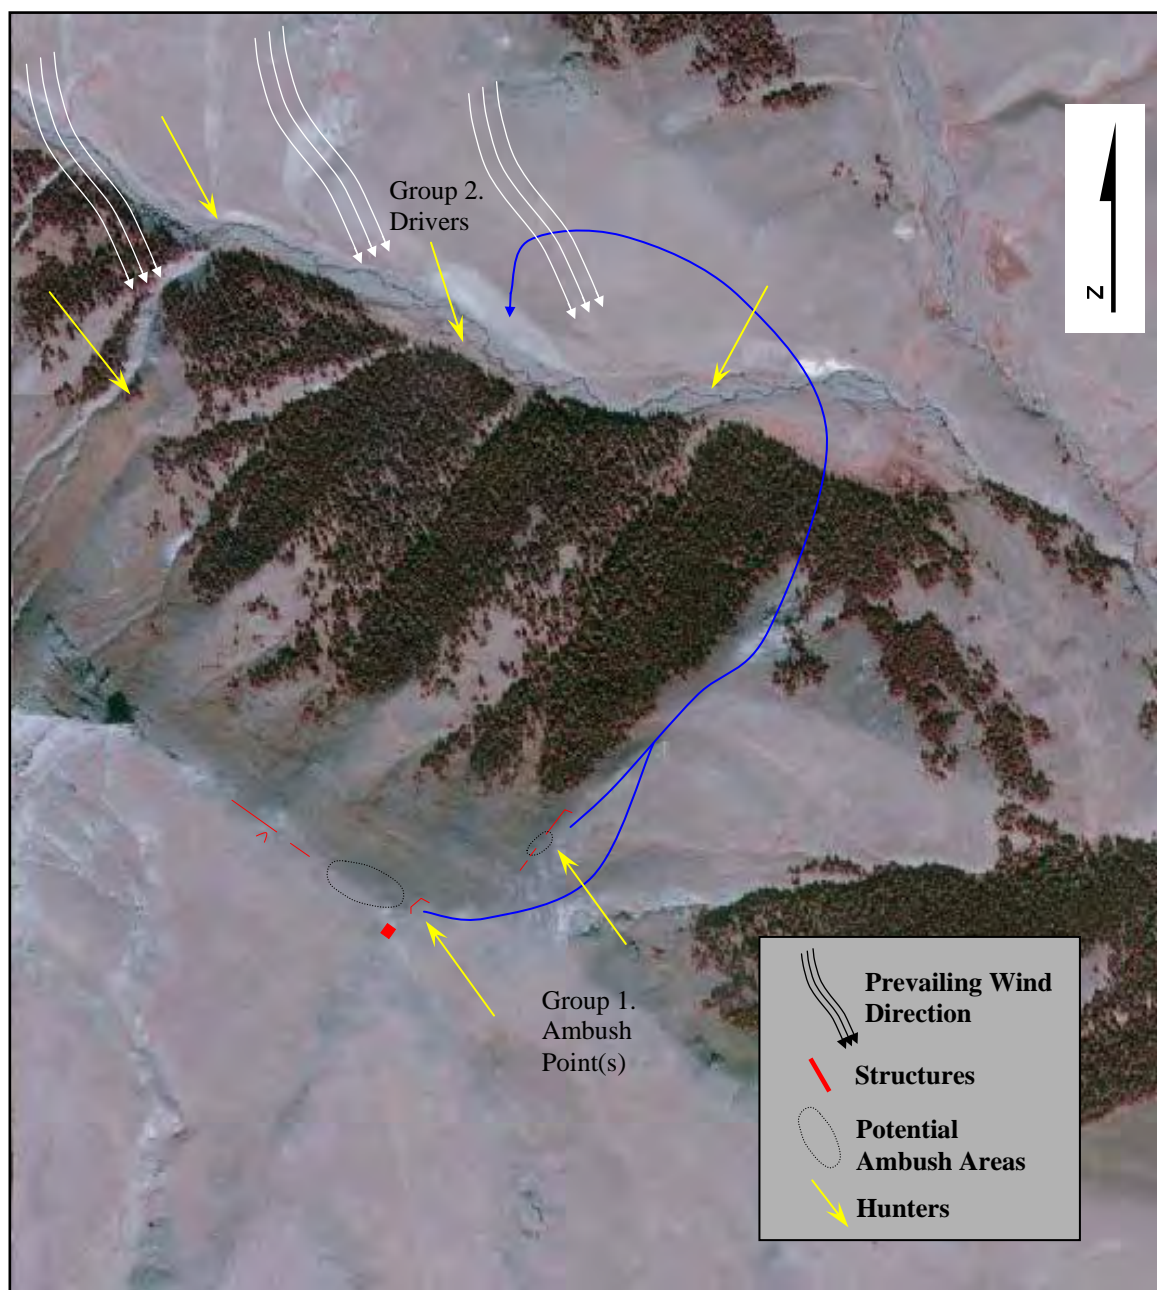 Group 2.
Drivers
N
Group 1.
Ambush
Point(s)
Prevailing Wind
Direction
Structures
Potential
Ambush Areas
Hunters